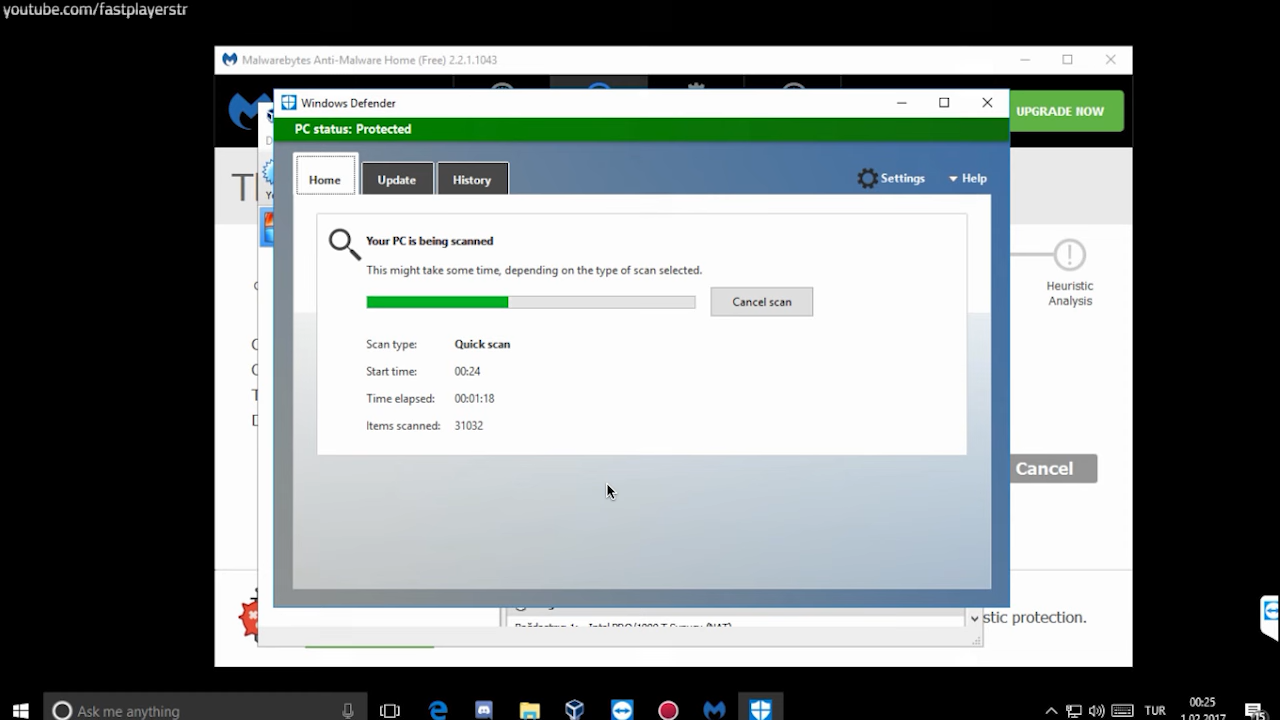 youtube.com/fastplayerstr
Malwarebytes Anti-Malware Home (Free) 2.2.1.1043
UPGRADE NOW
Windows Defender
PC status: Protected
Home
Update
History
Settings
Help
Your PC is being scanned
This might take some time, depending on the type of scan selected.
Cancel scan
Scan type: Quick scan
Start time: 00:24
Time elapsed: 00:01:18
Items scanned: 31032
Heuristic
Analysis
Cancel
stic protection.
Ask me anything
TUR
00:25
1.02.2017